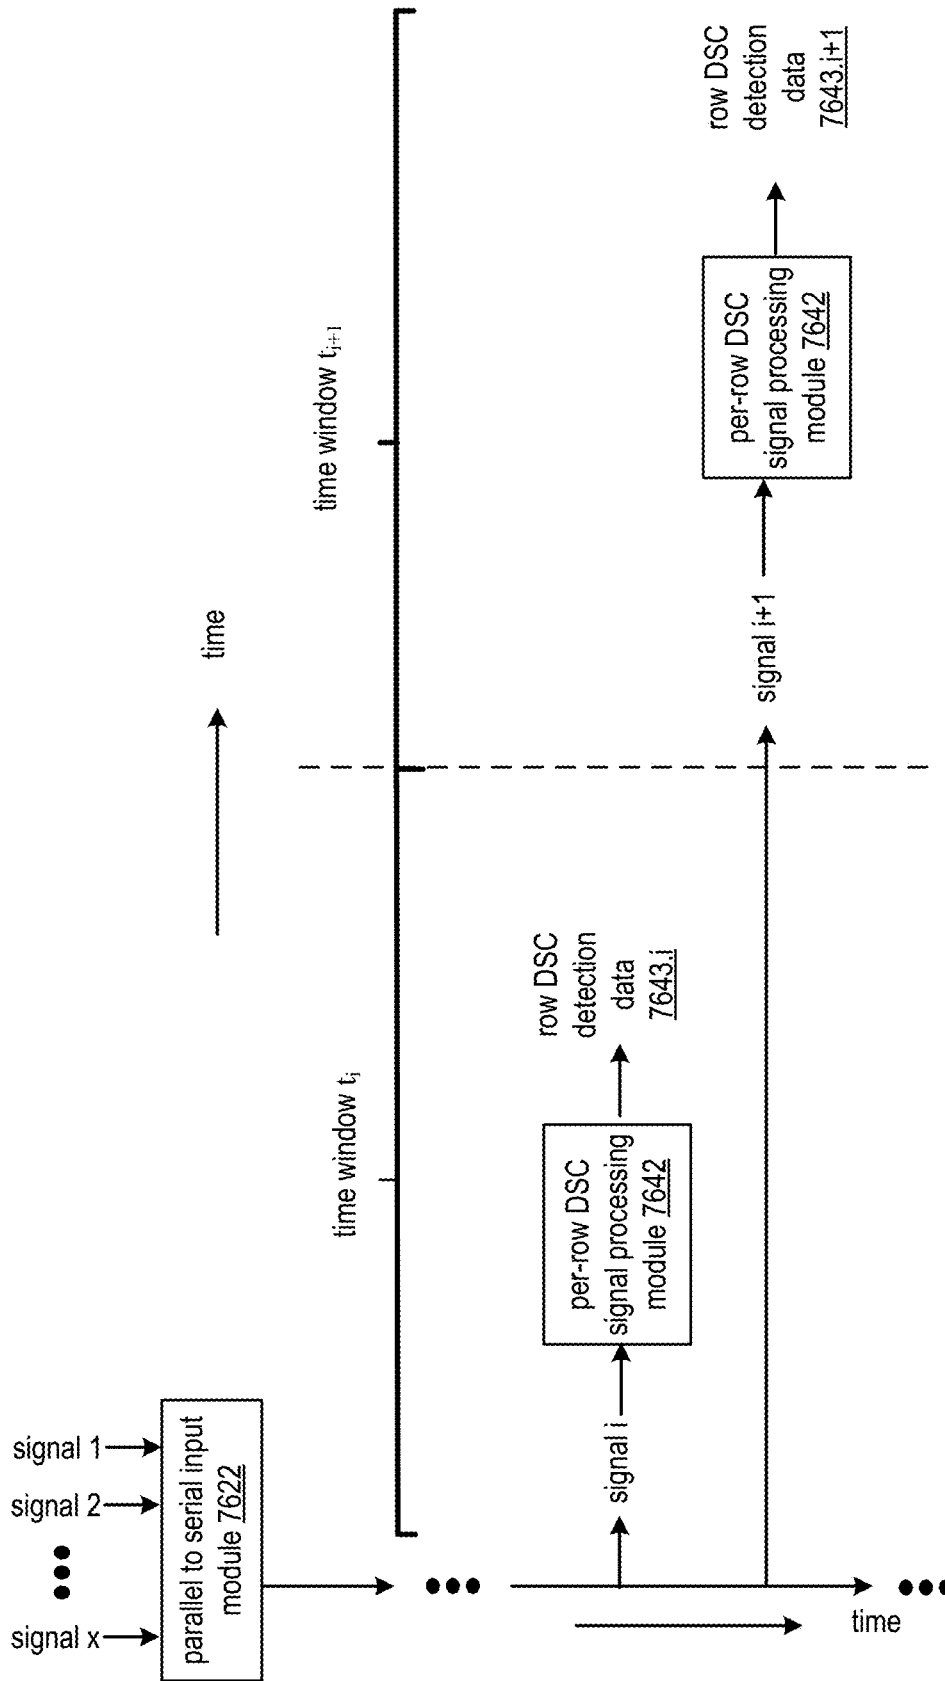 signal 1
signal 2
signal x
parallel to serial input
module 7622
time
time window tᵢ
time window tᵢ₊₁
signal i
per-row DSC
signal processing
module 7642
row DSC
detection
data
7643.i
signal i+1
per-row DSC
signal processing
module 7642
row DSC
detection
data
7643.i+1
time